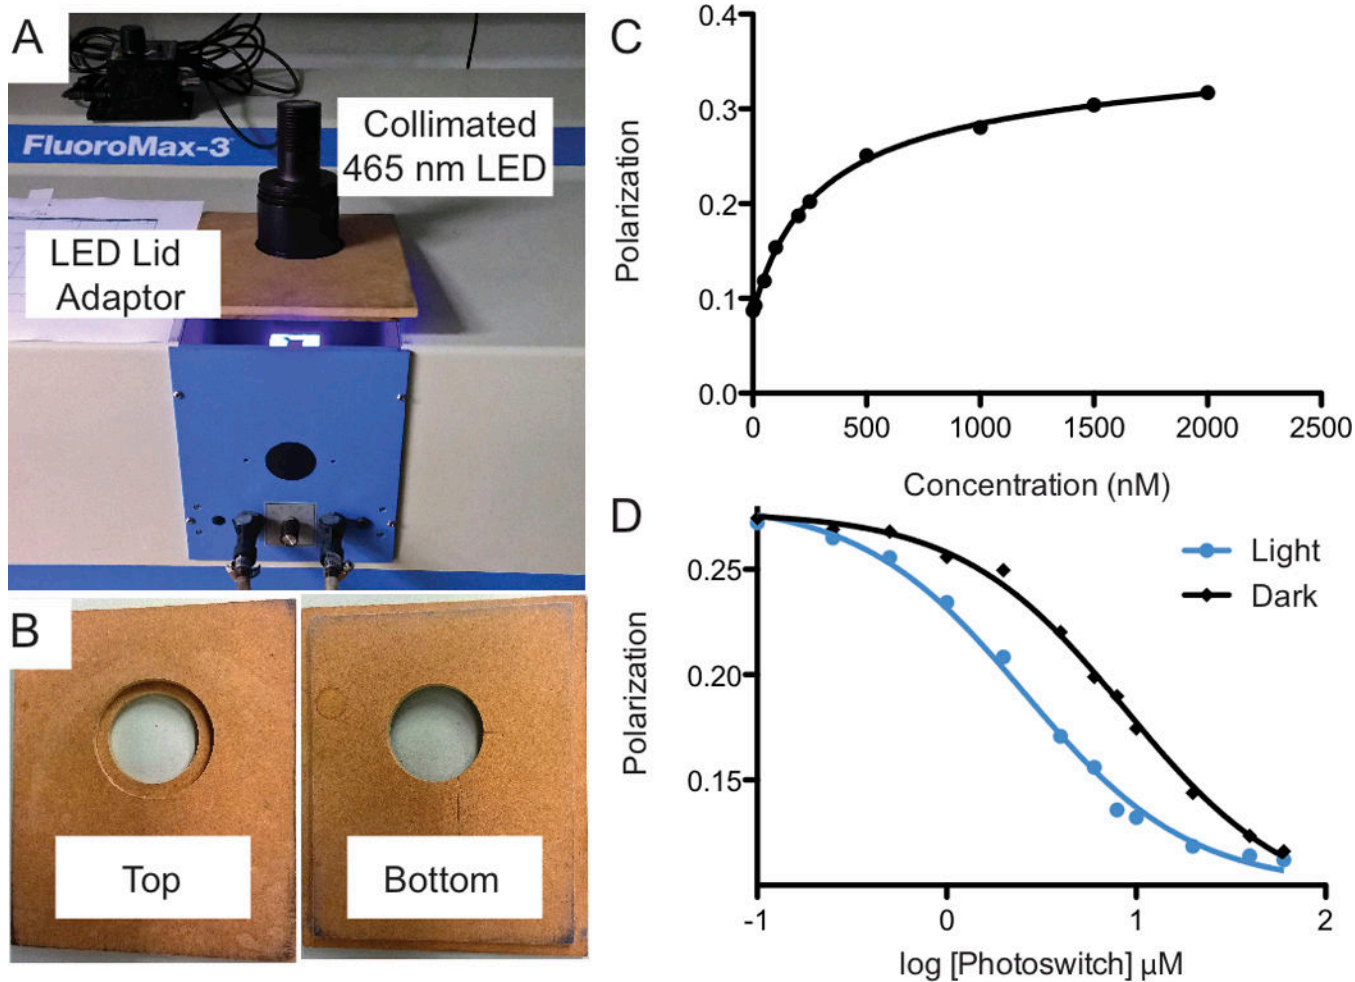 A
FluoroMax-3
Collimated
465 nm LED
LED Lid
Adaptor
B
Top
Bottom
C
Polarization
0.4
0.3
0.2
0.1
0.0
0
500
1000
1500
2000
2500
Concentration (nM)
D
Polarization
0.25
0.20
0.15
-1
0
1
2
log [Photoswitch] µM
Light
Dark